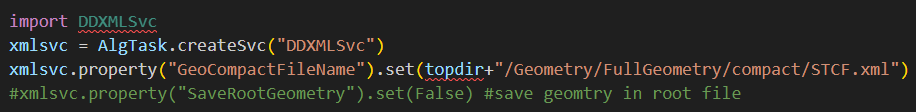 import DDXMLSvc
xmlsvc = AlgTask.createSvc("DDXMLSvc")
xmlsvc.property("GeoCompactFileName").set(topdir+"/Geometry/FullGeometry/compact/STCF.xml")
#xmlsvc.property("SaveRootGeometry").set(False) #save geomtry in root file